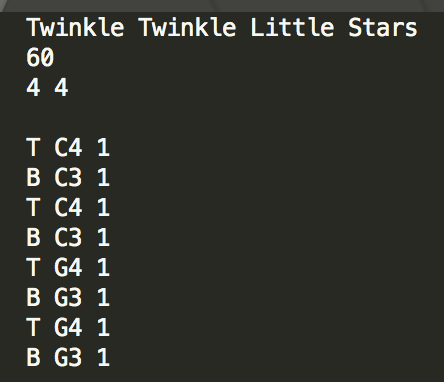 Twinkle Twinkle Little Stars
60
4 4
T C4 1
B C3 1
T C4 1
B C3 1
T G4 1
B G3 1
T G4 1
B G3 1